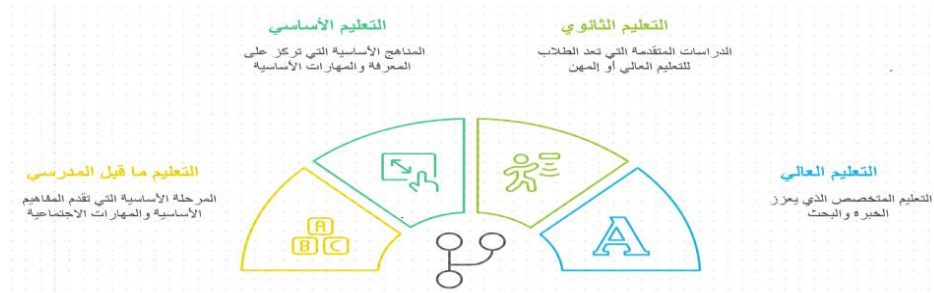 التعليم الأساسي
المناهج الأساسية التي تركز على
المعرفة والمهارات الأساسية
التعليم الثانوي
الدراسات المتقدمة التي تعد الطلاب
للتعليم العالي أو المهن
التعليم ما قبل المدرسي
المرحلة الأساسية التي تقدم المفاهيم
الأساسية والمهارات الاجتماعية
التعليم العالي
التعليم المتخصص الذي يعزز
الخبرة والبحث
A
B C
A